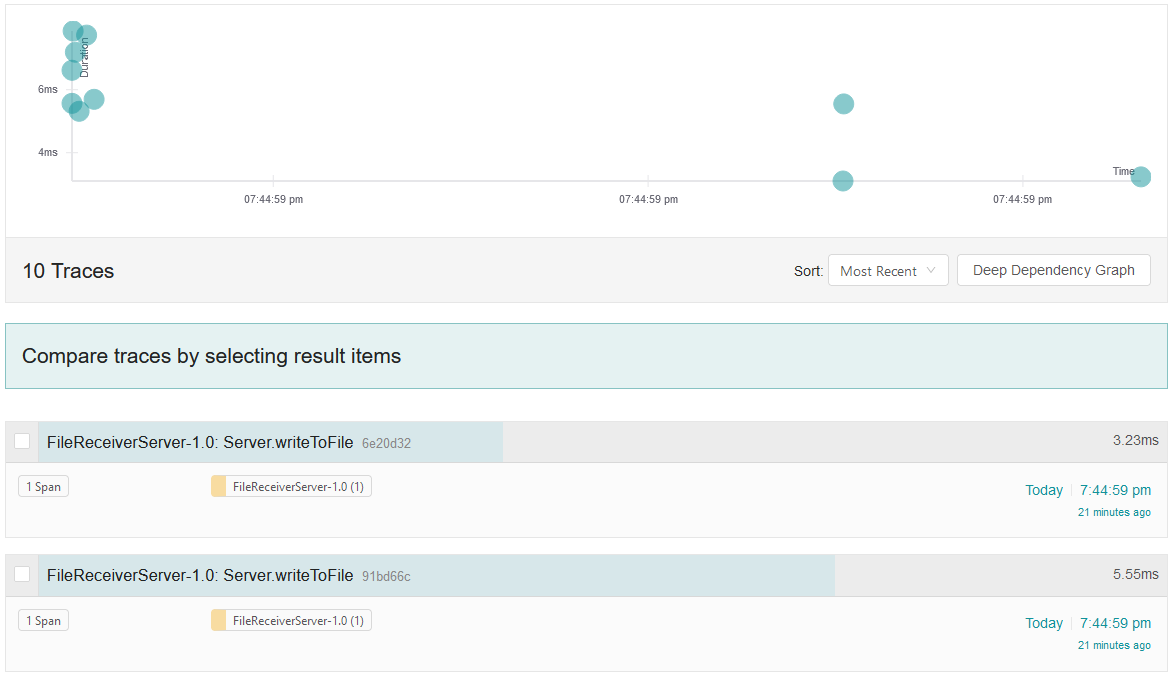 Duration
6ms
4ms
Time
07:44:59 pm 07:44:59 pm 07:44:59 pm
10 Traces Sort: Most Recent Deep Dependency Graph
Compare traces by selecting result items
FileReceiverServer-1.0: Server.writeToFile 6e20d32 3.23ms
1 Span FileReceiverServer-1.0 (1) Today 7:44:59 pm
21 minutes ago
FileReceiverServer-1.0: Server.writeToFile 91bd66c 5.55ms
1 Span FileReceiverServer-1.0 (1) Today 7:44:59 pm
21 minutes ago